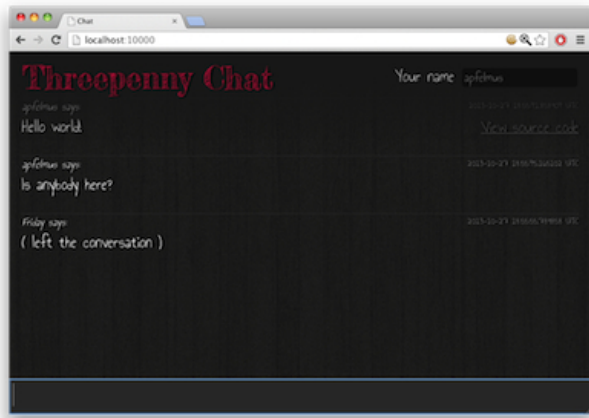 Chat
localhost:10000
Threepenny Chat
Your name apfelmus
apfelmus says:
Hello world!
View source code
apfelmus says:
Is anybody here?
Friday says:
( left the conversation )